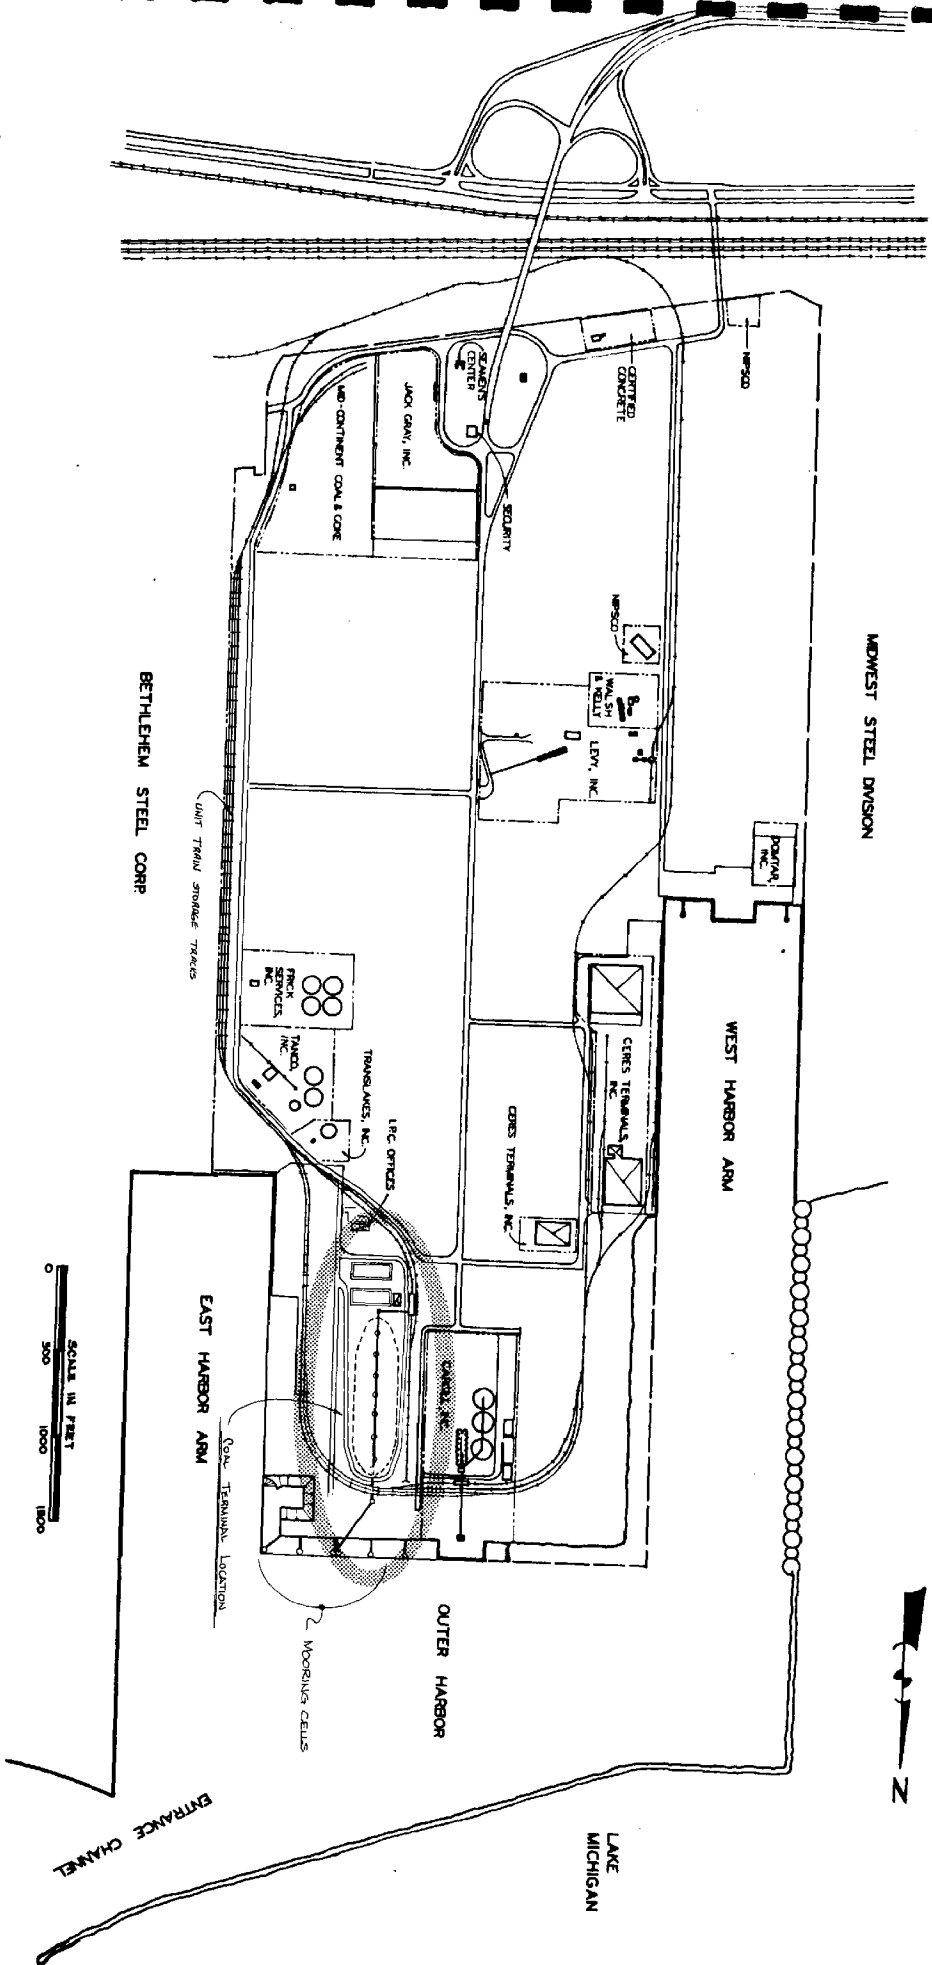 NIPSCO
CERTIFIED
CONCRETE
SEAMEN'S
CENTER
JACK GRAY, INC.
MID-CONTINENT COAL & COKE
SECURITY
NIPSCO
WALSH
& KELLY
LEVY, INC.
MIDWEST STEEL DIVISION
DOMTAR,
INC.
BETHLEHEM STEEL CORP.
UNIT TRAIN STORAGE TRACKS
FRICK
SERVICES,
INC.
TANCO,
INC.
TRANSLAKES, INC.
I.P.C. OFFICES
CERES TERMINALS,
INC.
CERES TERMINALS, INC.
WEST HARBOR ARM
CARGILL, INC.
EAST HARBOR ARM
COAL TERMINAL LOCATION
MOORING CELLS
OUTER HARBOR
0 500 1000 1500
SCALE IN FEET
ENTRANCE CHANNEL
LAKE
MICHIGAN
N